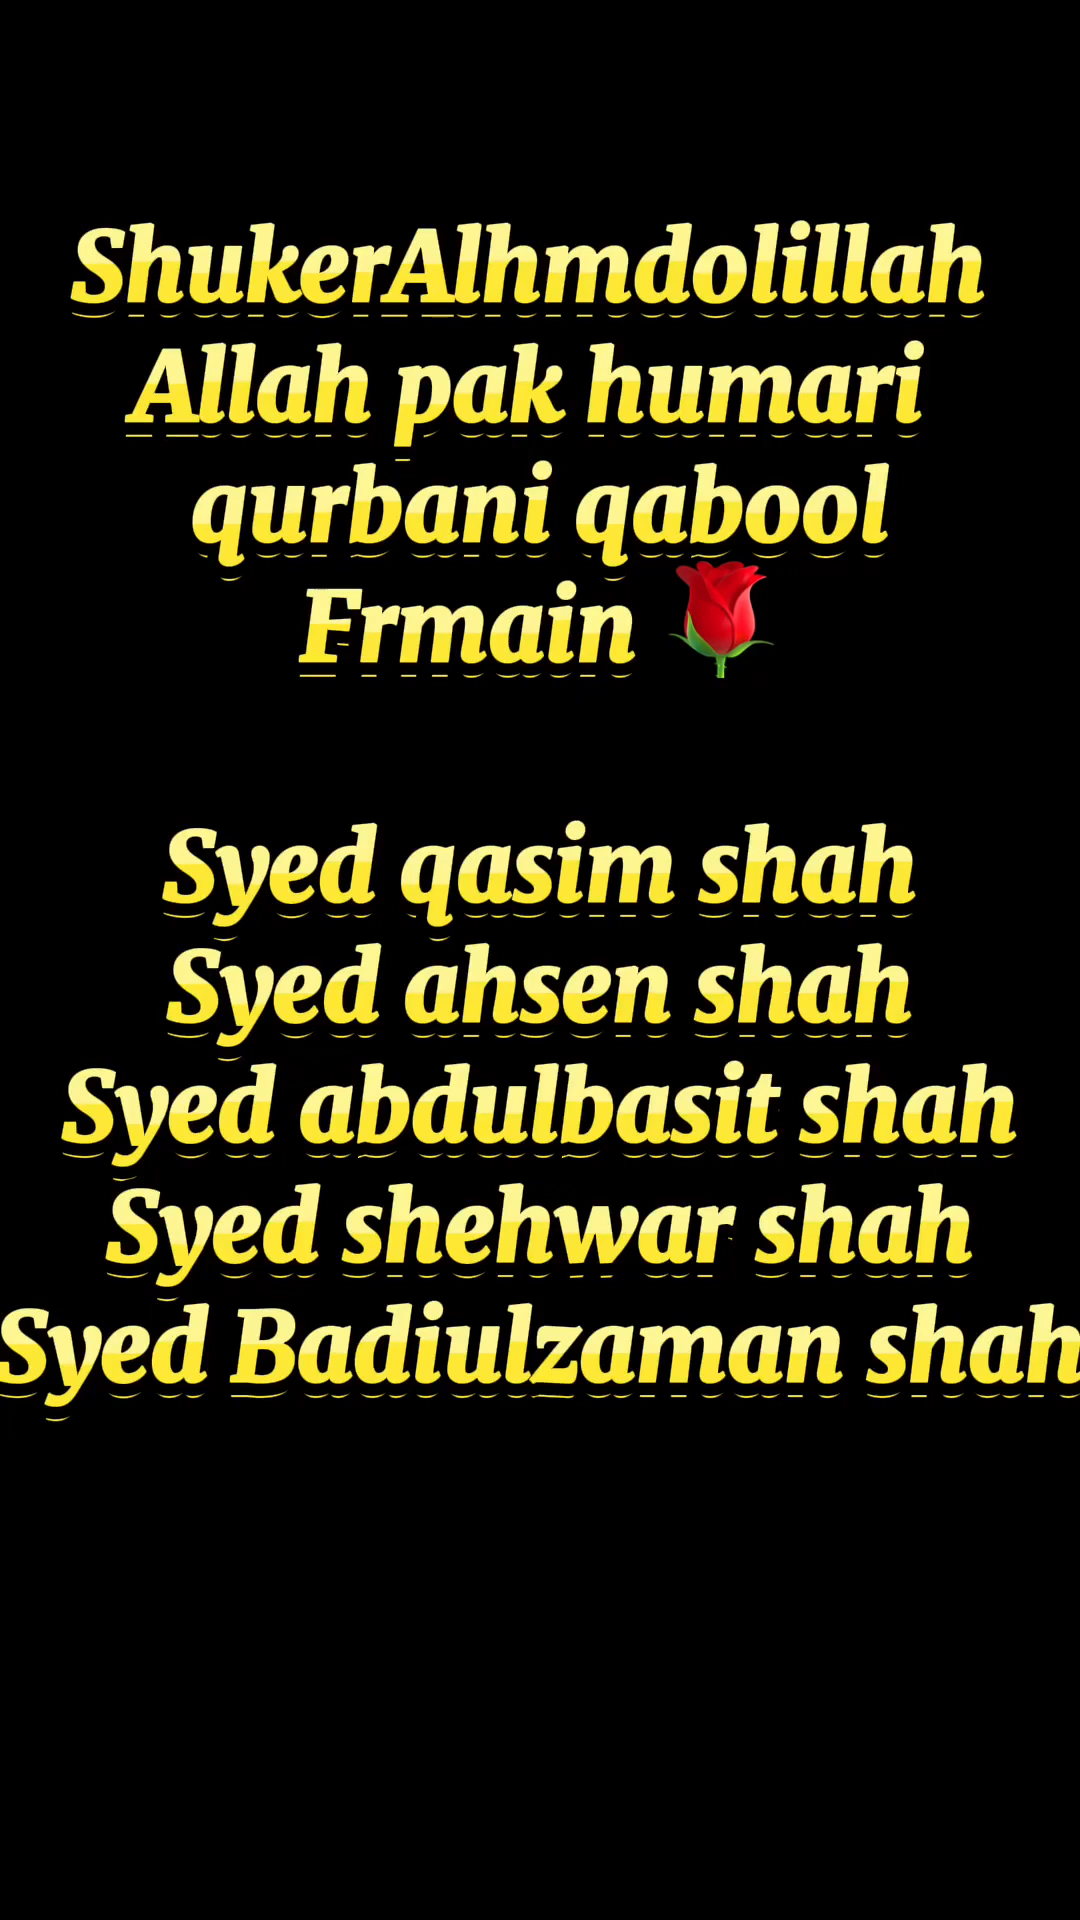 ShukerAlhmdolillah
Allah pak humari
qurbani qabool
Frmain 🌹
Syed qasim shah
Syed ahsen shah
Syed abdulbasit shah
Syed shehwar shah
Syed Badiulzaman shah